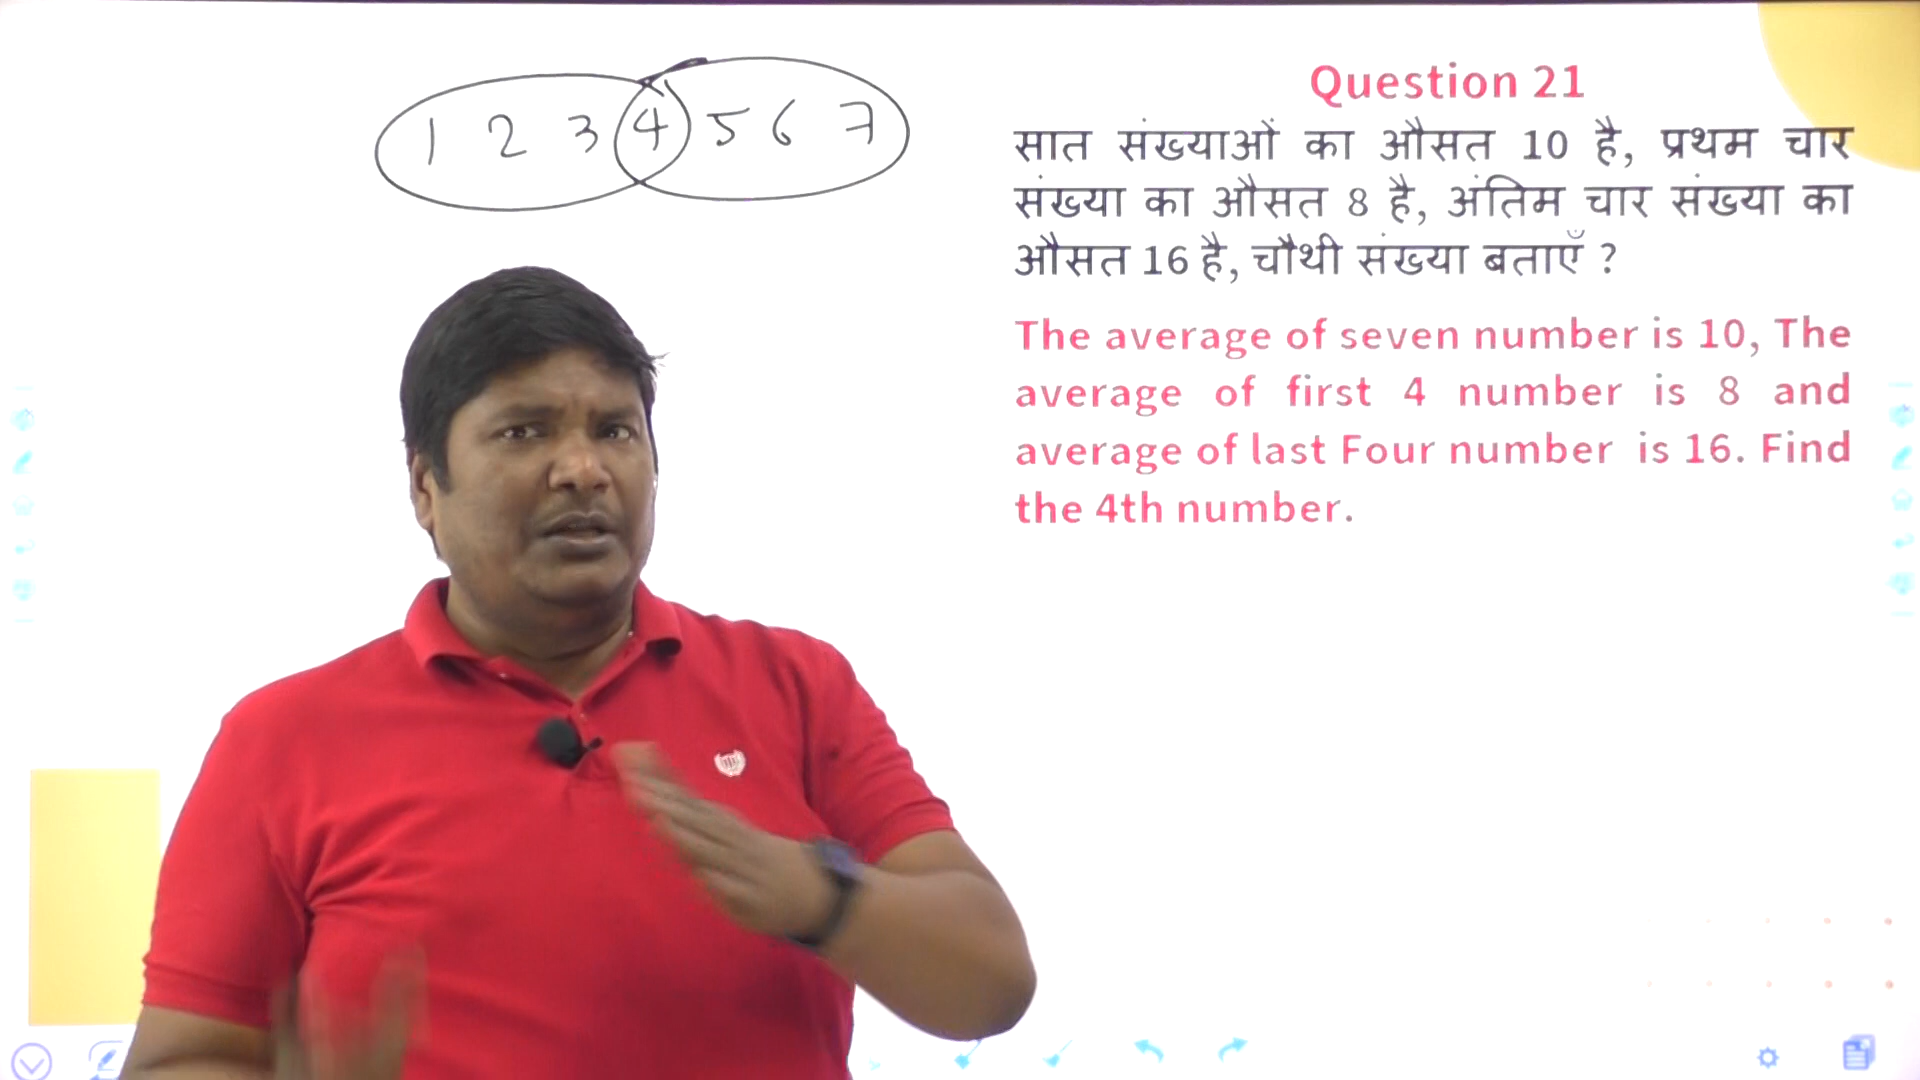 1 2 3 4 5 6 7
Question 21
सात संख्याओं का औसत 10 है, प्रथम चार
संख्या का औसत 8 है, अंतिम चार संख्या का
औसत 16 है, चौथी संख्या बताएँ ?
The average of seven number is 10, The
average of first 4 number is 8 and
average of last Four number is 16. Find
the 4th number.